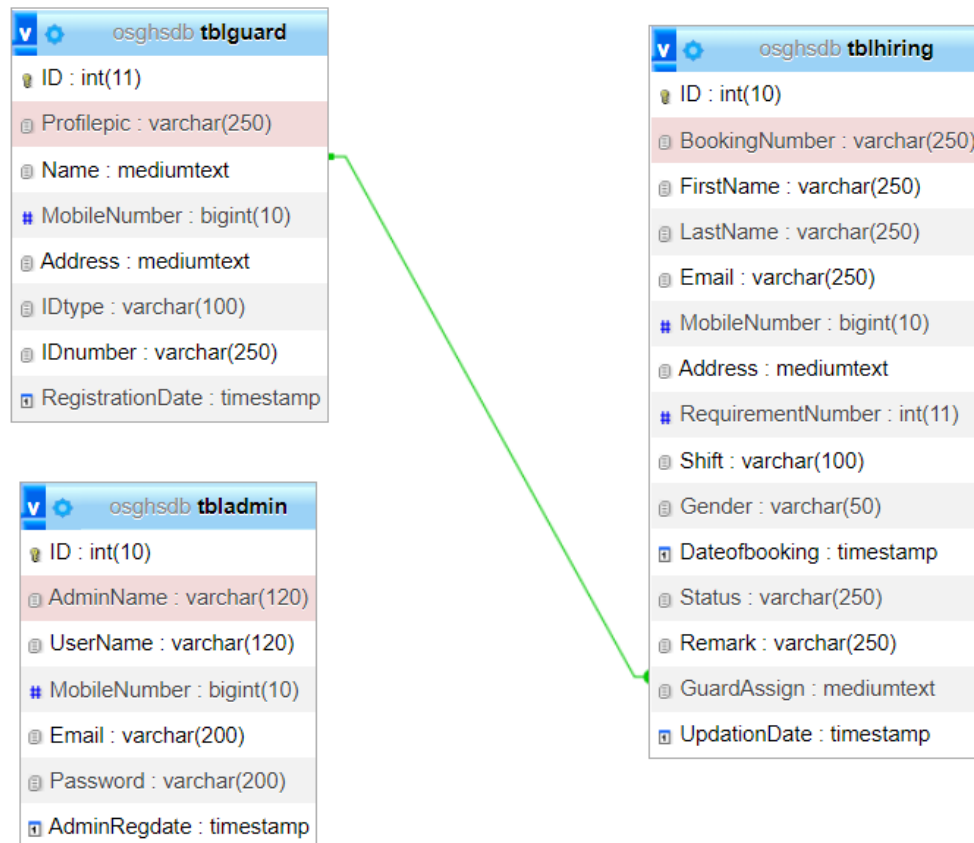 v osghsdb tblguard
ID : int(11)
Profilepic : varchar(250)
Name : mediumtext
# MobileNumber : bigint(10)
Address : mediumtext
IDtype : varchar(100)
IDnumber : varchar(250)
RegistrationDate : timestamp
v osghsdb tbladmin
ID : int(10)
AdminName : varchar(120)
UserName : varchar(120)
# MobileNumber : bigint(10)
Email : varchar(200)
Password : varchar(200)
AdminRegdate : timestamp
v osghsdb tblhiring
ID : int(10)
BookingNumber : varchar(250)
FirstName : varchar(250)
LastName : varchar(250)
Email : varchar(250)
# MobileNumber : bigint(10)
Address : mediumtext
# RequirementNumber : int(11)
Shift : varchar(100)
Gender : varchar(50)
Dateofbooking : timestamp
Status : varchar(250)
Remark : varchar(250)
GuardAssign : mediumtext
UpdationDate : timestamp